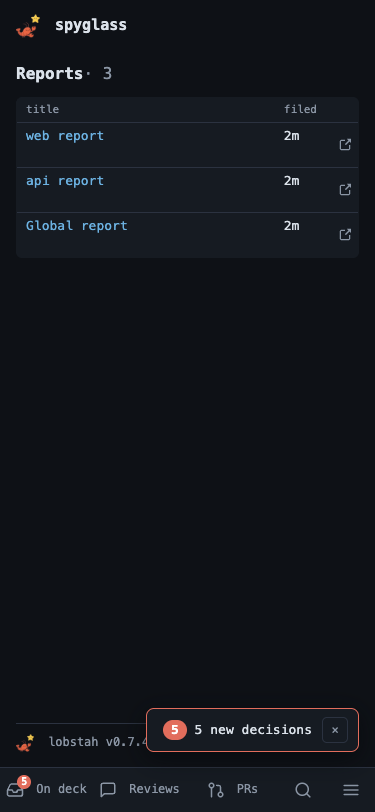 spyglass
Reports · 3
title filed
web report 2m
api report 2m
Global report 2m
5 5 new decisions ×
lobstah v0.7.4
5
On deck Reviews PRs